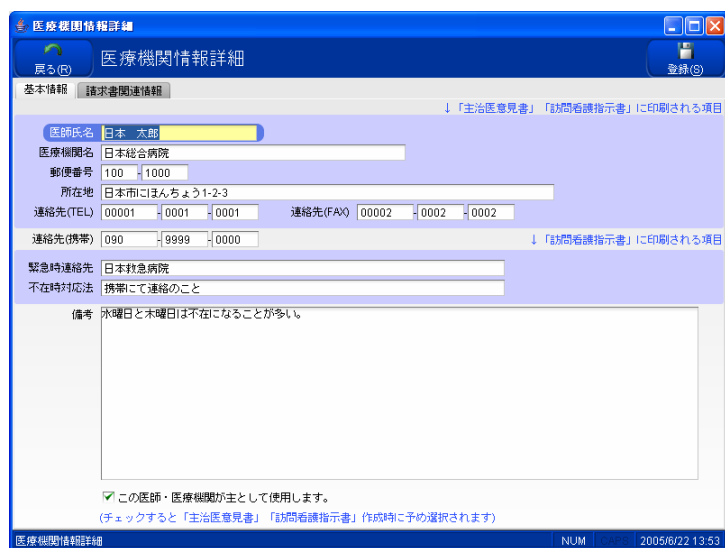 医療機関情報詳細
戻る(R) 医療機関情報詳細 登録(S)
基本情報 請求書関連情報
↓「主治医意見書」「訪問看護指示書」に印刷される項目
医師氏名 日本 太郎
医療機関名 日本総合病院
郵便番号 100 - 1000
所在地 日本市にほんちょう1-2-3
連絡先(TEL) 00001 - 0001 - 0001 連絡先(FAX) 00002 - 0002 - 0002
連絡先(携帯) 090 - 9999 - 0000 ↓「訪問看護指示書」に印刷される項目
緊急時連絡先 日本救急病院
不在時対応法 携帯にて連絡のこと
備考 水曜日と木曜日は不在になることが多い。
この医師・医療機関が主として使用します。
(チェックすると「主治医意見書」「訪問看護指示書」作成時に予め選択されます)
医療機関情報詳細 NUM CAPS 2005/6/22 13:53